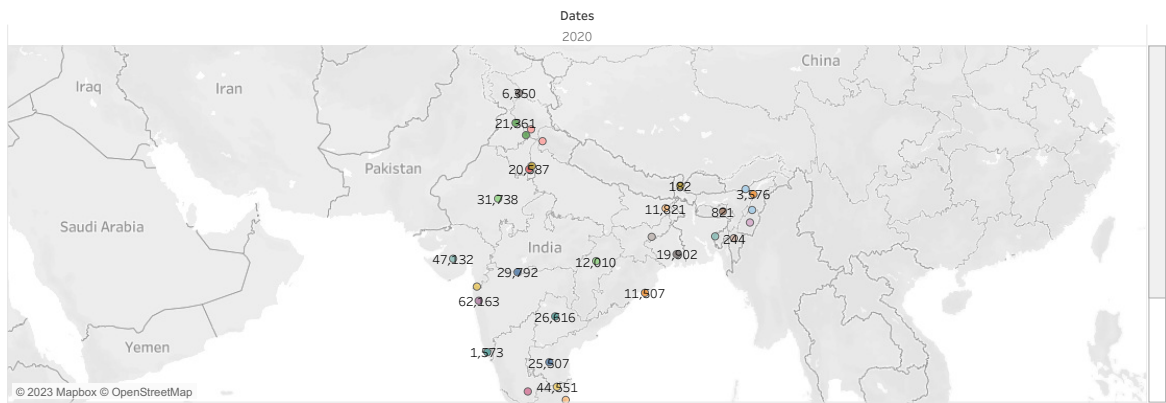 Dates
2020
China
Iraq
Iran
6,350
21,361
Pakistan
20,587
182
3,576
31,738
11,821
821
Saudi Arabia
244
India
19,902
47,132
12,010
29,792
11,507
62,163
26,616
Yemen
1,573
25,507
44,551
© 2023 Mapbox © OpenStreetMap